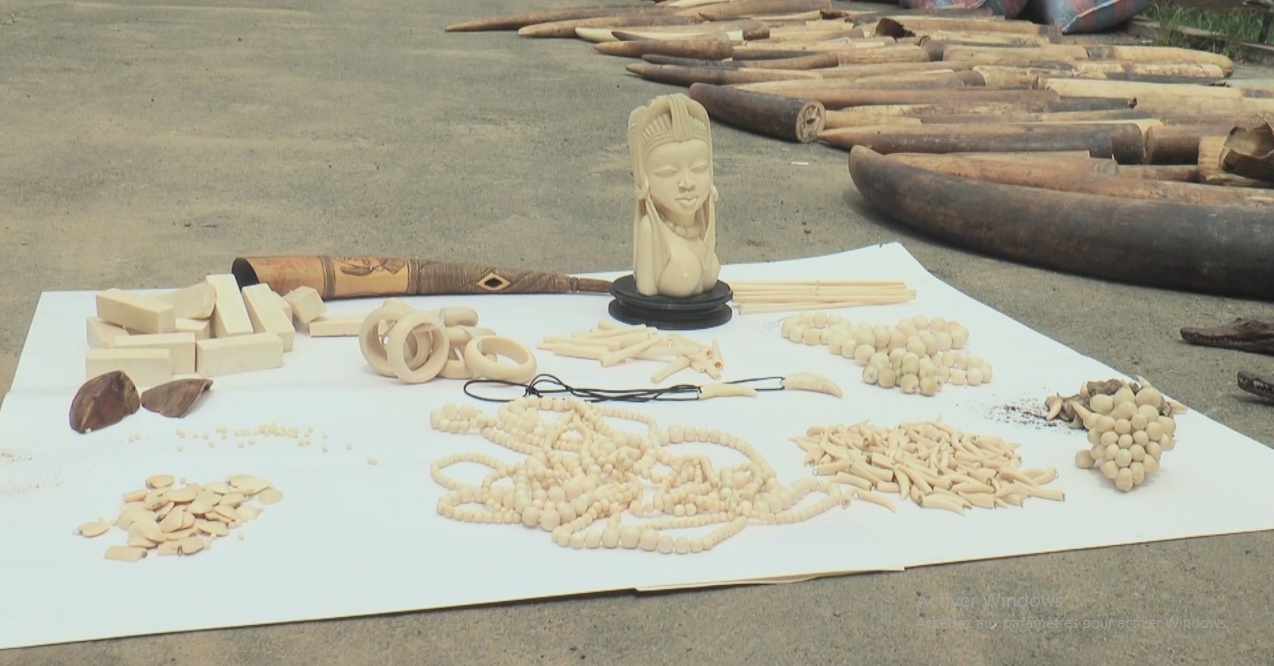 Activer Windows
Accédez aux paramètres pour activer Windows.